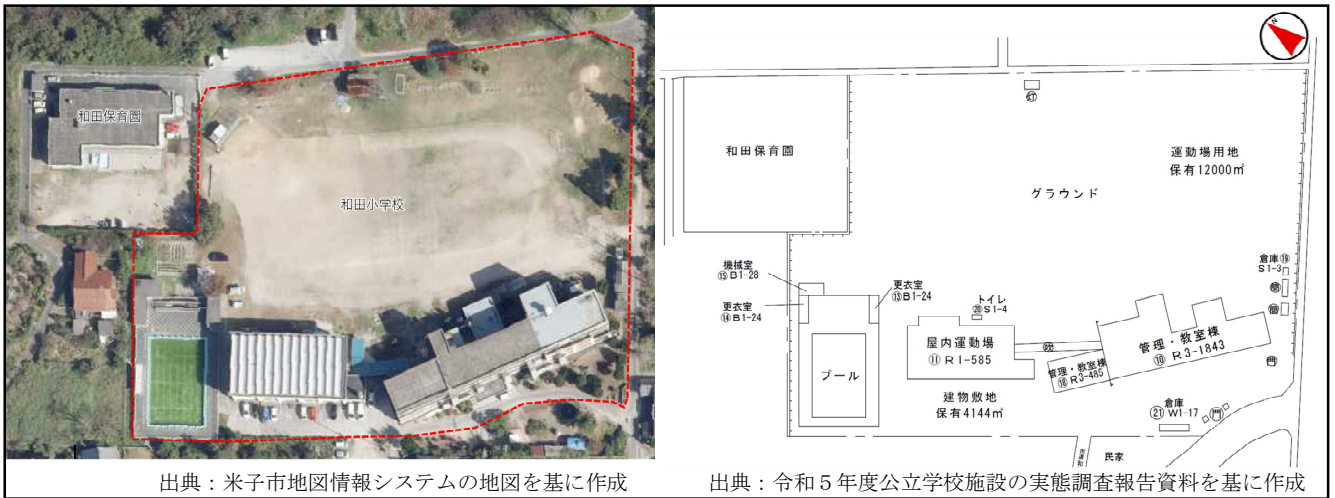 和田保育園
和田小学校
出典：米子市地図情報システムの地図を基に作成
N
和田保育園
運動場用地
保有12000㎡
グラウンド
機械室
⑮B1-28
更衣室
⑭B1-24
更衣室
⑬B1-24
トイレ
⑳S1-4
倉庫⑲
S1-3
屋内運動場
⑪R1-585
プール
管理・教室棟
⑩R3-1843
管理・教室棟
⑱R3-485
建物敷地
保有4144㎡
倉庫
㉑W1-17
門
門
民家
出典：令和５年度公立学校施設の実態調査報告資料を基に作成